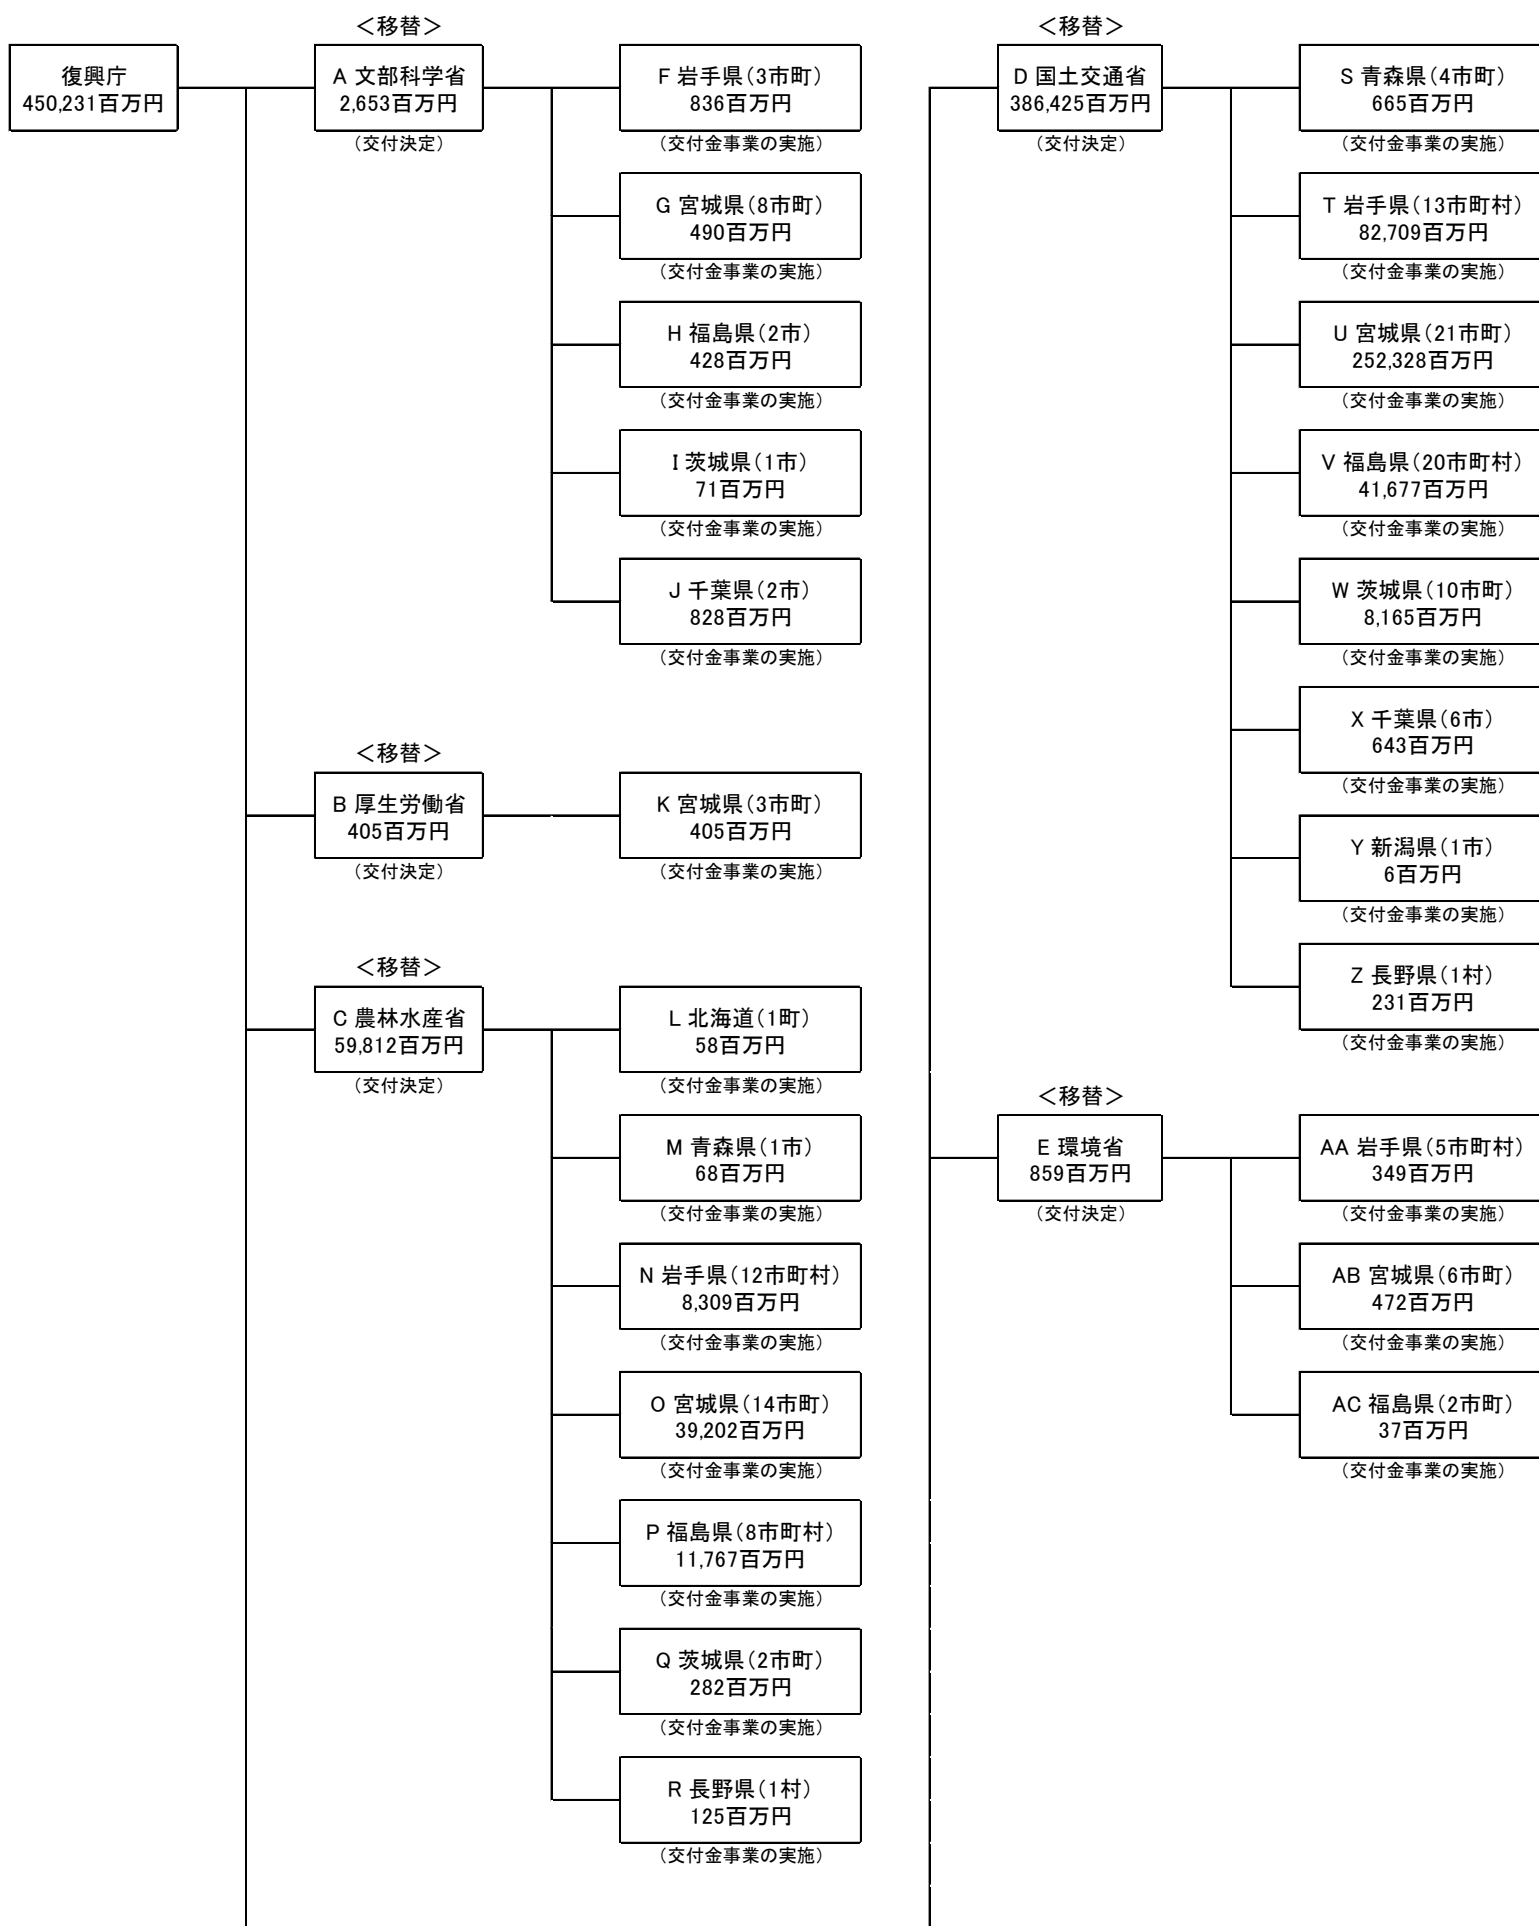 復興庁
450,231百万円
＜移替＞
A 文部科学省
2,653百万円
（交付決定）
F 岩手県（3市町）
836百万円
（交付金事業の実施）
G 宮城県（8市町）
490百万円
（交付金事業の実施）
H 福島県（2市）
428百万円
（交付金事業の実施）
I 茨城県（1市）
71百万円
（交付金事業の実施）
J 千葉県（2市）
828百万円
（交付金事業の実施）
＜移替＞
B 厚生労働省
405百万円
（交付決定）
K 宮城県（3市町）
405百万円
（交付金事業の実施）
＜移替＞
C 農林水産省
59,812百万円
（交付決定）
L 北海道（1町）
58百万円
（交付金事業の実施）
M 青森県（1市）
68百万円
（交付金事業の実施）
N 岩手県（12市町村）
8,309百万円
（交付金事業の実施）
O 宮城県（14市町）
39,202百万円
（交付金事業の実施）
P 福島県（8市町村）
11,767百万円
（交付金事業の実施）
Q 茨城県（2市町）
282百万円
（交付金事業の実施）
R 長野県（1村）
125百万円
（交付金事業の実施）
＜移替＞
D 国土交通省
386,425百万円
（交付決定）
S 青森県（4市町）
665百万円
（交付金事業の実施）
T 岩手県（13市町村）
82,709百万円
（交付金事業の実施）
U 宮城県（21市町）
252,328百万円
（交付金事業の実施）
V 福島県（20市町村）
41,677百万円
（交付金事業の実施）
W 茨城県（10市町）
8,165百万円
（交付金事業の実施）
X 千葉県（6市）
643百万円
（交付金事業の実施）
Y 新潟県（1市）
6百万円
（交付金事業の実施）
Z 長野県（1村）
231百万円
（交付金事業の実施）
＜移替＞
E 環境省
859百万円
（交付決定）
AA 岩手県（5市町村）
349百万円
（交付金事業の実施）
AB 宮城県（6市町）
472百万円
（交付金事業の実施）
AC 福島県（2市町）
37百万円
（交付金事業の実施）